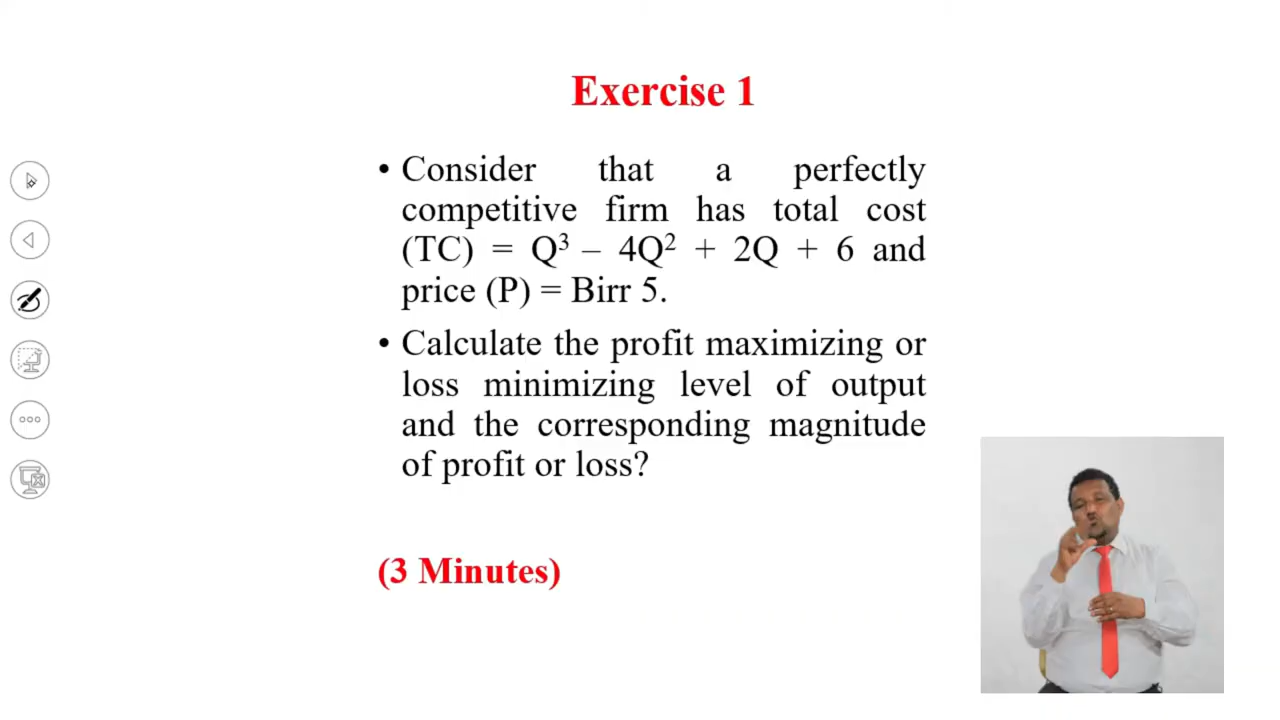 Exercise 1
• Consider that a perfectly
competitive firm has total cost
(TC) = Q³ – 4Q² + 2Q + 6 and
price (P) = Birr 5.
• Calculate the profit maximizing or
loss minimizing level of output
and the corresponding magnitude
of profit or loss?
(3 Minutes)